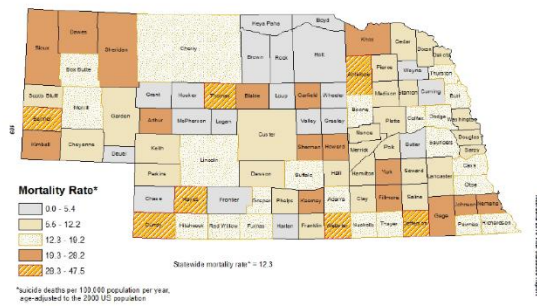 Keya Paha Boyd
Sioux Dawes Sheridan Cherry Knox Cedar Dixon Dakota
Brown Rock Holt
Box Butte Antelope Pierce Wayne Thurston
Scotts Bluff Morrill Garden Grant Hooker Thomas Blaine Loup Garfield Wheeler Madison Stanton Cuming Burt
Banner Arthur McPherson Logan Custer Valley Greeley Boone Platte Colfax Dodge Washington
Kimball Cheyenne Deuel Keith Lincoln Sherman Howard Nance Merrick Polk Butler Saunders Douglas Sarpy
Perkins Dawson Buffalo Hall Hamilton York Seward Lancaster Cass
Otoe
Chase Hayes Frontier Gosper Phelps Kearney Adams Clay Fillmore Saline Gage Johnson Nemaha
Dundy Hitchcock Red Willow Furnas Harlan Franklin Webster Nuckolls Thayer Jefferson Pawnee Richardson
Mortality Rate*
0.0 - 5.4
5.5 - 12.2
12.3 - 19.2
19.3 - 28.2
28.3 - 47.5
Statewide mortality rate* = 12.3
*suicide deaths per 100,000 population per year,
age-adjusted to the 2000 US population